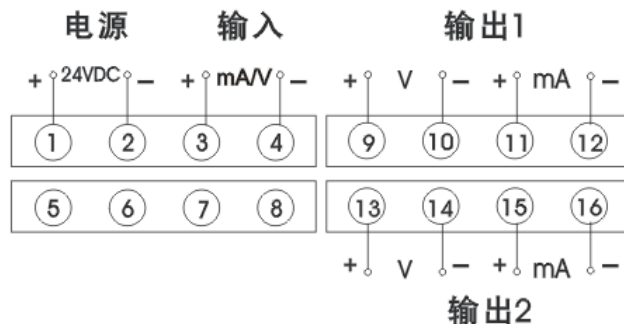 电源 输入 输出1
+ 24VDC − + mA/V − + V − + mA −
1 2 3 4 9 10 11 12
5 6 7 8 13 14 15 16
+ V − + mA −
输出2